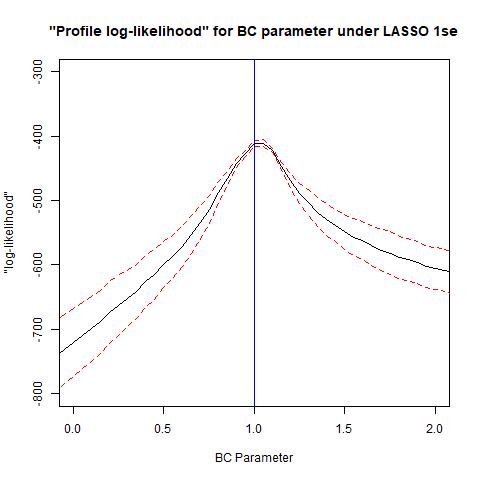 "Profile log-likelihood" for BC parameter under LASSO 1se
-300
-400
-500
-600
-700
-800
"log-likelihood"
0.0 0.5 1.0 1.5 2.0
BC Parameter